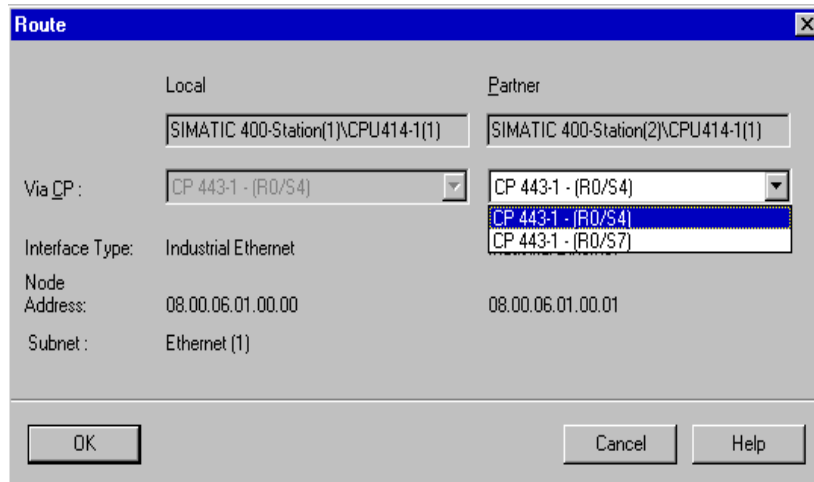 Route
Local Partner
SIMATIC 400-Station(1)\CPU414-1(1) SIMATIC 400-Station(2)\CPU414-1(1)
Via CP : CP 443-1 - (R0/S4) CP 443-1 - (R0/S4)
CP 443-1 - (R0/S4)
CP 443-1 - (R0/S7)
Interface Type: Industrial Ethernet
Node
Address: 08.00.06.01.00.00 08.00.06.01.00.01
Subnet : Ethernet (1)
OK Cancel Help